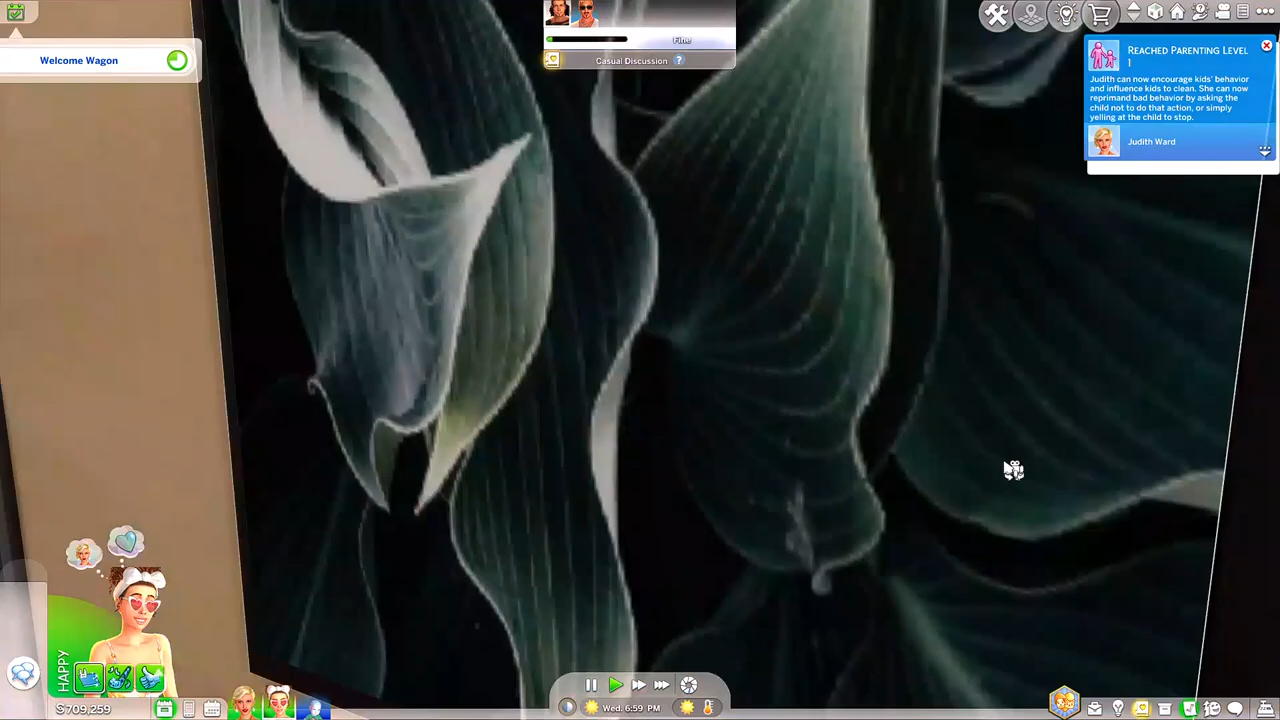 Welcome Wagon
Fine
Casual Discussion ?
REACHED PARENTING LEVEL
1
Judith can now encourage kids' behavior
and influence kids to clean. She can now
reprimand bad behavior by asking the
child not to do that action, or simply
yelling at the child to stop.
Judith Ward
HAPPY
§709,259
Wed. 6:59 PM